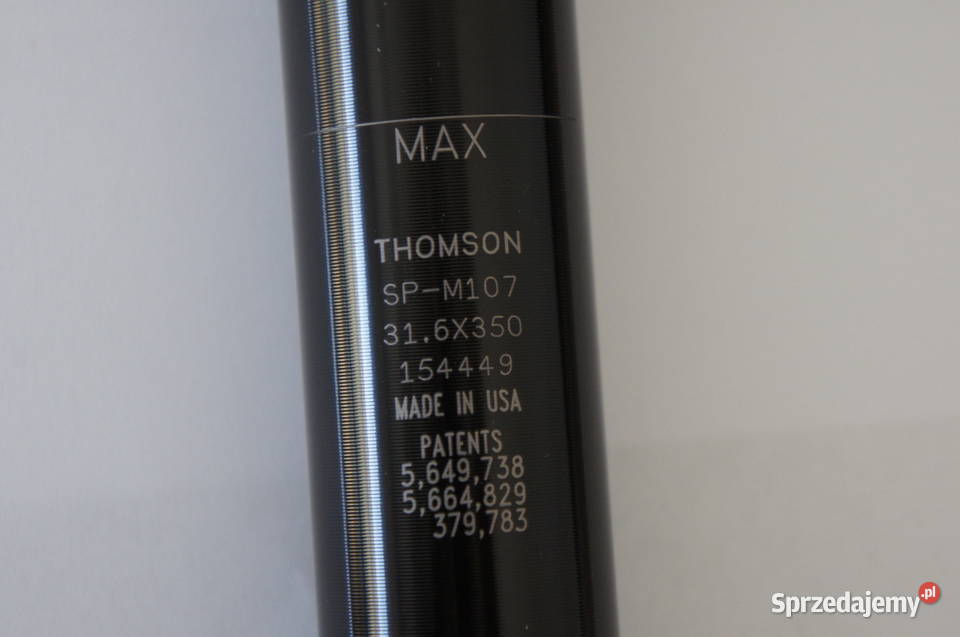 MAX
THOMSON
SP-M107
31.6X350
154449
MADE IN USA
PATENTS
5,649,738
5,664,829
379,783
Sprzedajemy.pl